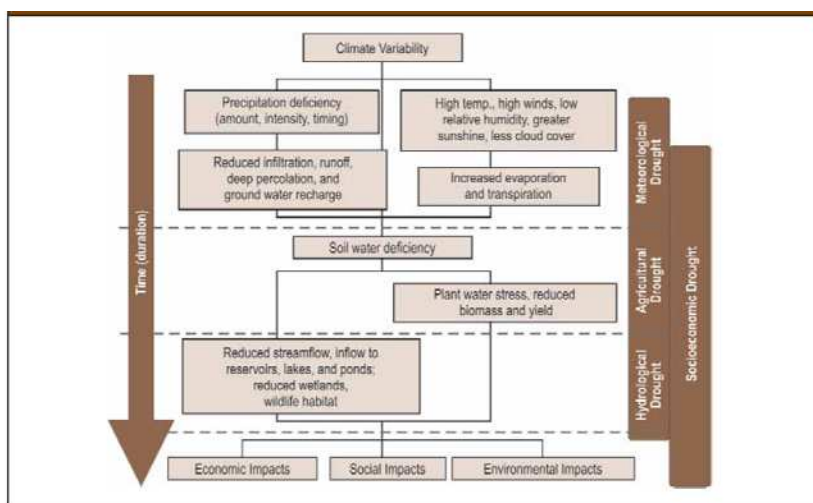 Climate Variability
Precipitation deficiency
(amount, intensity, timing)
High temp., high winds, low
relative humidity, greater
sunshine, less cloud cover
Reduced infiltration, runoff,
deep percolation, and
ground water recharge
Increased evaporation
and transpiration
Soil water deficiency
Plant water stress, reduced
biomass and yield
Reduced streamflow, inflow to
reservoirs, lakes, and ponds;
reduced wetlands,
wildlife habitat
Economic Impacts
Social Impacts
Environmental Impacts
Time (duration)
Meteorological
Drought
Agricultural
Drought
Hydrological
Drought
Socioeconomic Drought